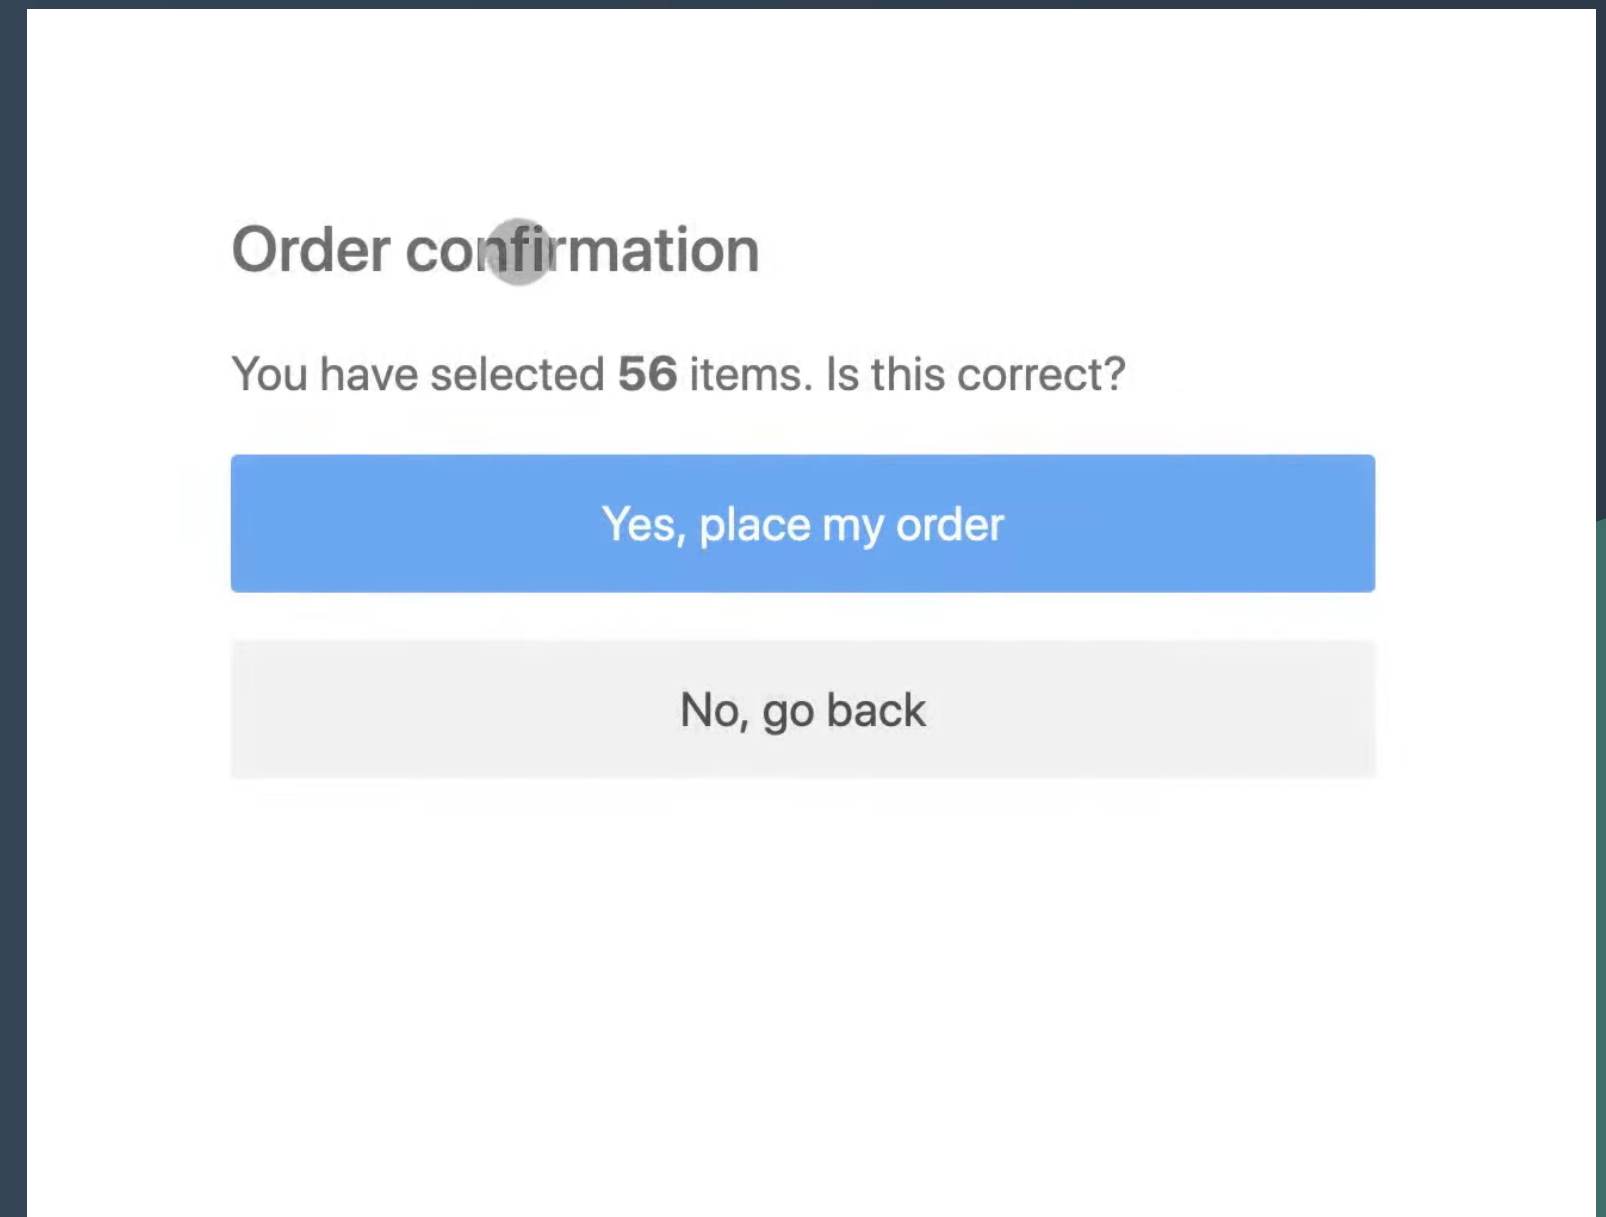 Order confirmation
You have selected 56 items. Is this correct?
Yes, place my order
No, go back